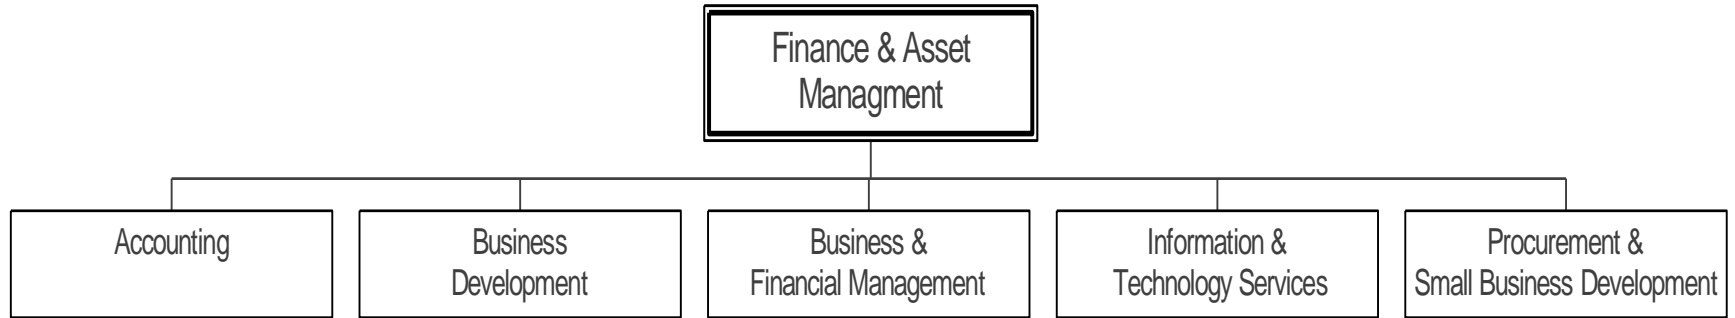 Finance & Asset
Managment
Accounting
Business
Development
Business &
Financial Management
Information &
Technology Services
Procurement &
Small Business Development